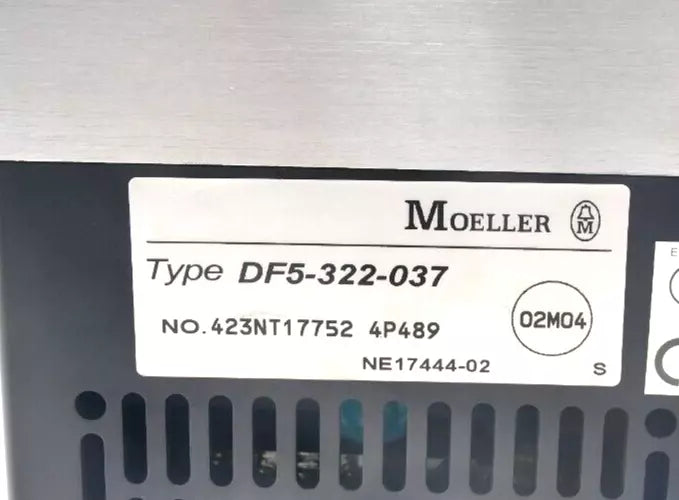 MOELLER M
Type DF5-322-037
NO.423NT17752 4P489
02M04
NE17444-02 S
E